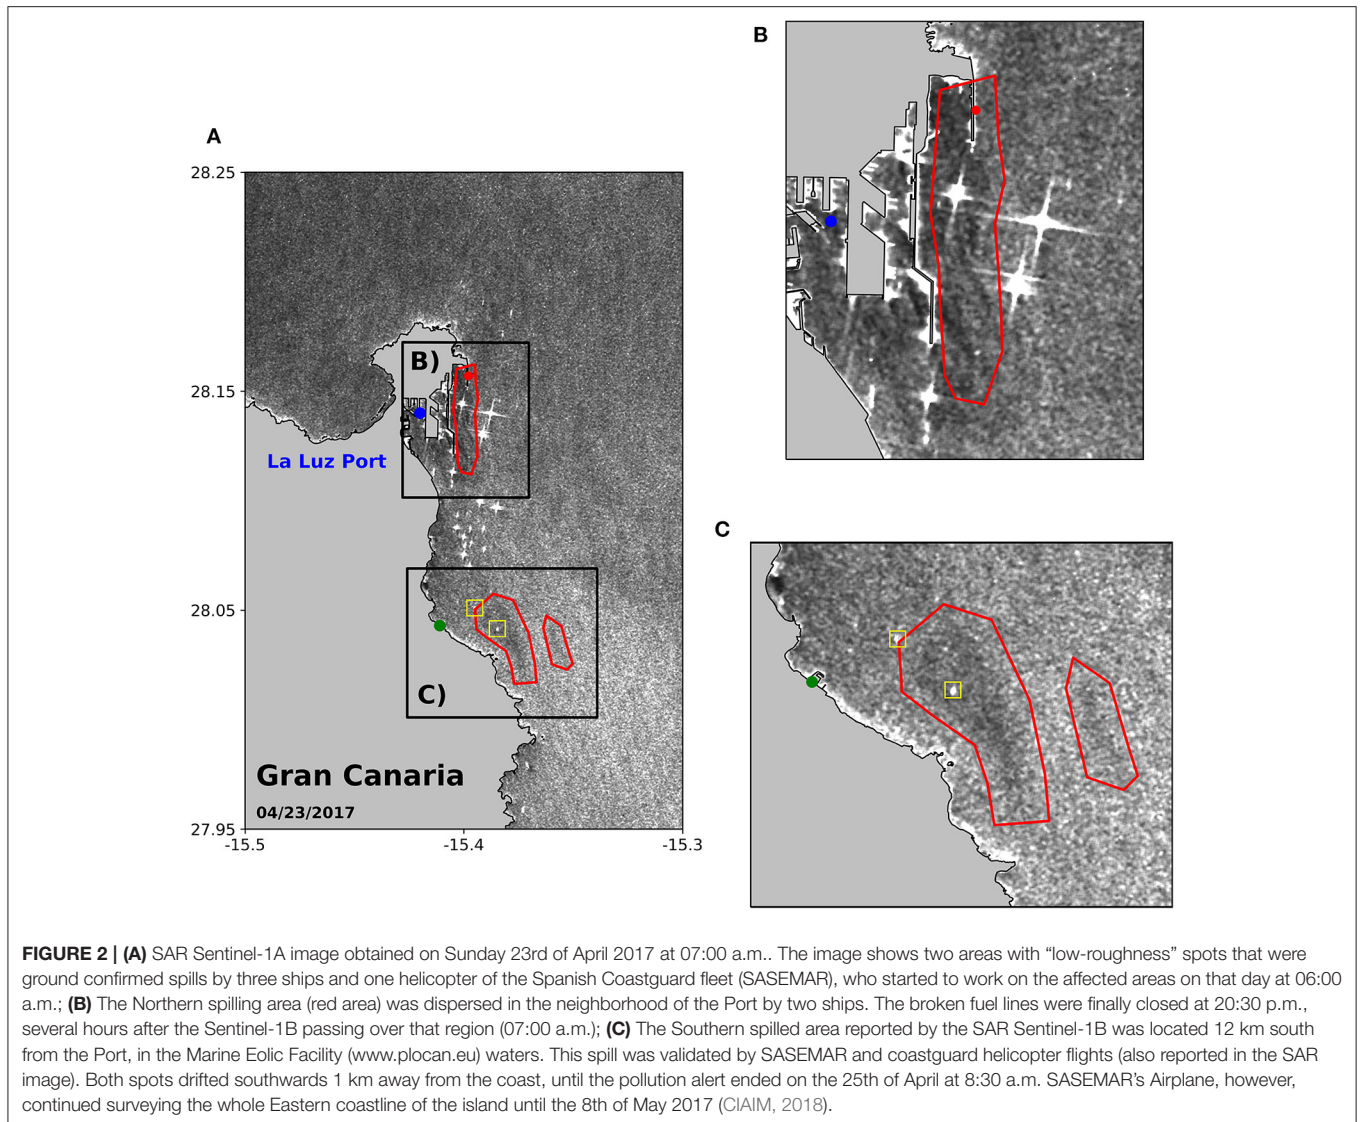 A
28.25
28.15
28.05
27.95
-15.5
-15.4
-15.3
B)
La Luz Port
C)
Gran Canaria
04/23/2017
B
C
FIGURE 2 | (A) SAR Sentinel-1A image obtained on Sunday 23rd of April 2017 at 07:00 a.m.. The image shows two areas with “low-roughness” spots that were
ground confirmed spills by three ships and one helicopter of the Spanish Coastguard fleet (SASEMAR), who started to work on the affected areas on that day at 06:00
a.m.; (B) The Northern spilling area (red area) was dispersed in the neighborhood of the Port by two ships. The broken fuel lines were finally closed at 20:30 p.m.,
several hours after the Sentinel-1B passing over that region (07:00 a.m.); (C) The Southern spilled area reported by the SAR Sentinel-1B was located 12 km south
from the Port, in the Marine Eolic Facility (www.plocan.eu) waters. This spill was validated by SASEMAR and coastguard helicopter flights (also reported in the SAR
image). Both spots drifted southwards 1 km away from the coast, until the pollution alert ended on the 25th of April at 8:30 a.m. SASEMAR’s Airplane, however,
continued surveying the whole Eastern coastline of the island until the 8th of May 2017 (CIAIM, 2018).